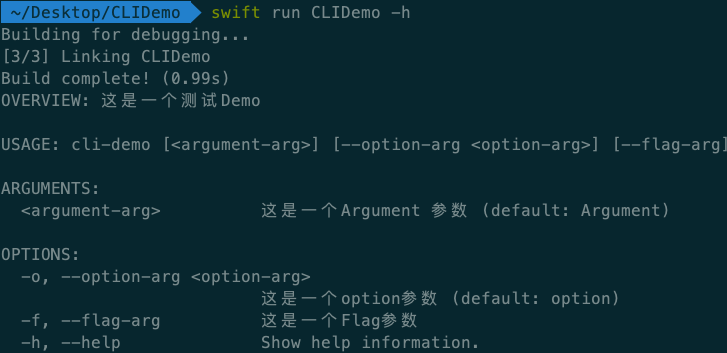 ~/Desktop/CLIDemo swift run CLIDemo -h
Building for debugging...
[3/3] Linking CLIDemo
Build complete! (0.99s)
OVERVIEW: 这是一个测试Demo
USAGE: cli-demo [<argument-arg>] [--option-arg <option-arg>] [--flag-arg]
ARGUMENTS:
<argument-arg> 这是一个Argument 参数 (default: Argument)
OPTIONS:
-o, --option-arg <option-arg>
这是一个option参数 (default: option)
-f, --flag-arg 这是一个Flag参数
-h, --help Show help information.